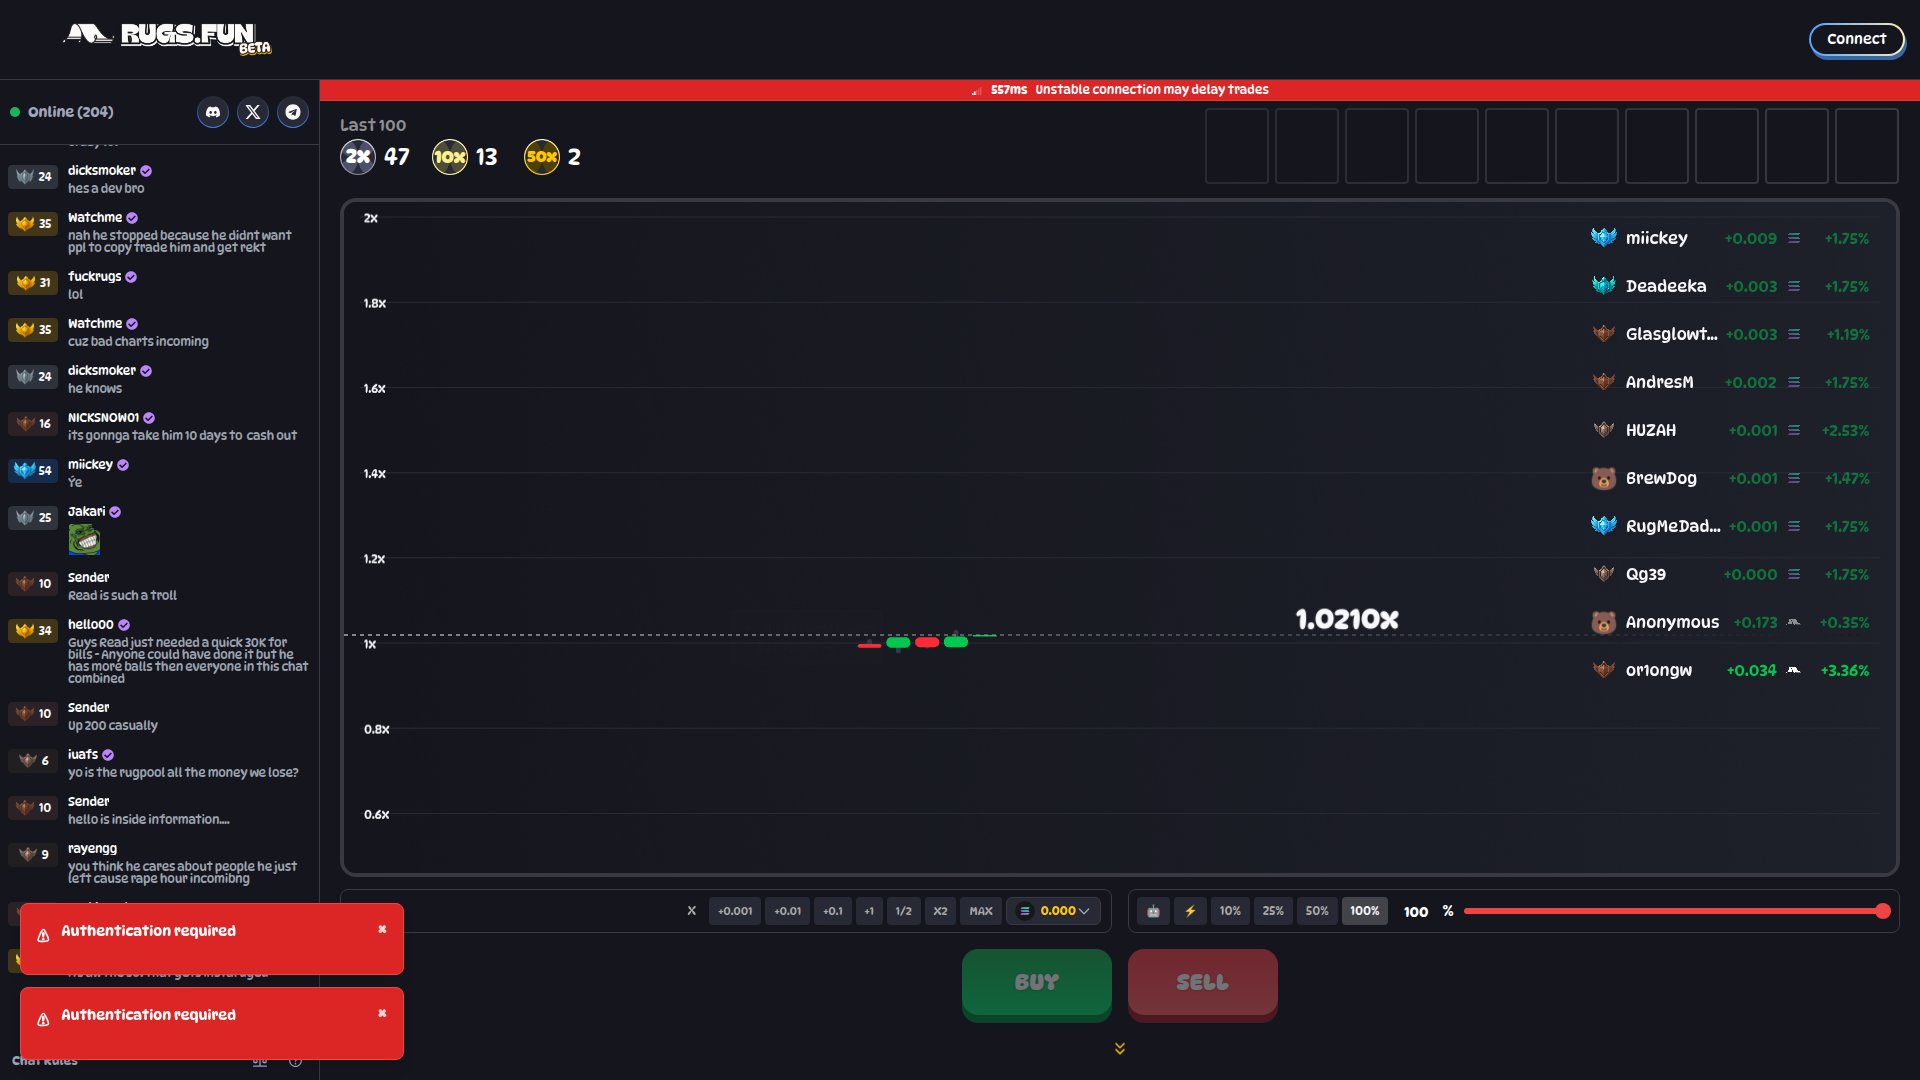 RUGS.FUN
BETA
Connect
Online (204)
557ms Unstable connection may delay trades
24 dicksmoker
hes a dev bro
35 Watchme
nah he stopped because he didnt want
ppl to copy trade him and get rekt
31 fuckrugs
lol
35 Watchme
cuz bad charts incoming
24 dicksmoker
he knows
16 NICKSNOW01
its gonnga take him 10 days to cash out
54 miickey
Ýe
25 Jakari
10 Sender
Read is such a troll
34 hello00
Guys Read just needed a quick 30K for
bills - Anyone could have done it but he
has more balls then everyone in this chat
combined
10 Sender
Up 200 casually
6 iuafs
yo is the rugpool all the money we lose?
10 Sender
hello is inside information....
9 rayengg
you think he cares about people he just
left cause rape hour incomibng
Authentication required
Authentication required
Chat Rules
Last 100
2X 47 10X 13 50X 2
2x
1.8x
1.6x
1.4x
1.2x
1x
0.8x
0.6x
1.0210x
miickey +0.009 +1.75%
Deadeeka +0.003 +1.75%
Glasglowt... +0.003 +1.19%
AndresM +0.002 +1.75%
HUZAH +0.001 +2.53%
BrewDog +0.001 +1.47%
RugMeDad... +0.001 +1.75%
Qg39 +0.000 +1.75%
Anonymous +0.173 +0.35%
or1ongw +0.034 +3.36%
X +0.001 +0.01 +0.1 +1 1/2 X2 MAX 0.000
10% 25% 50% 100% 100 %
BUY SELL